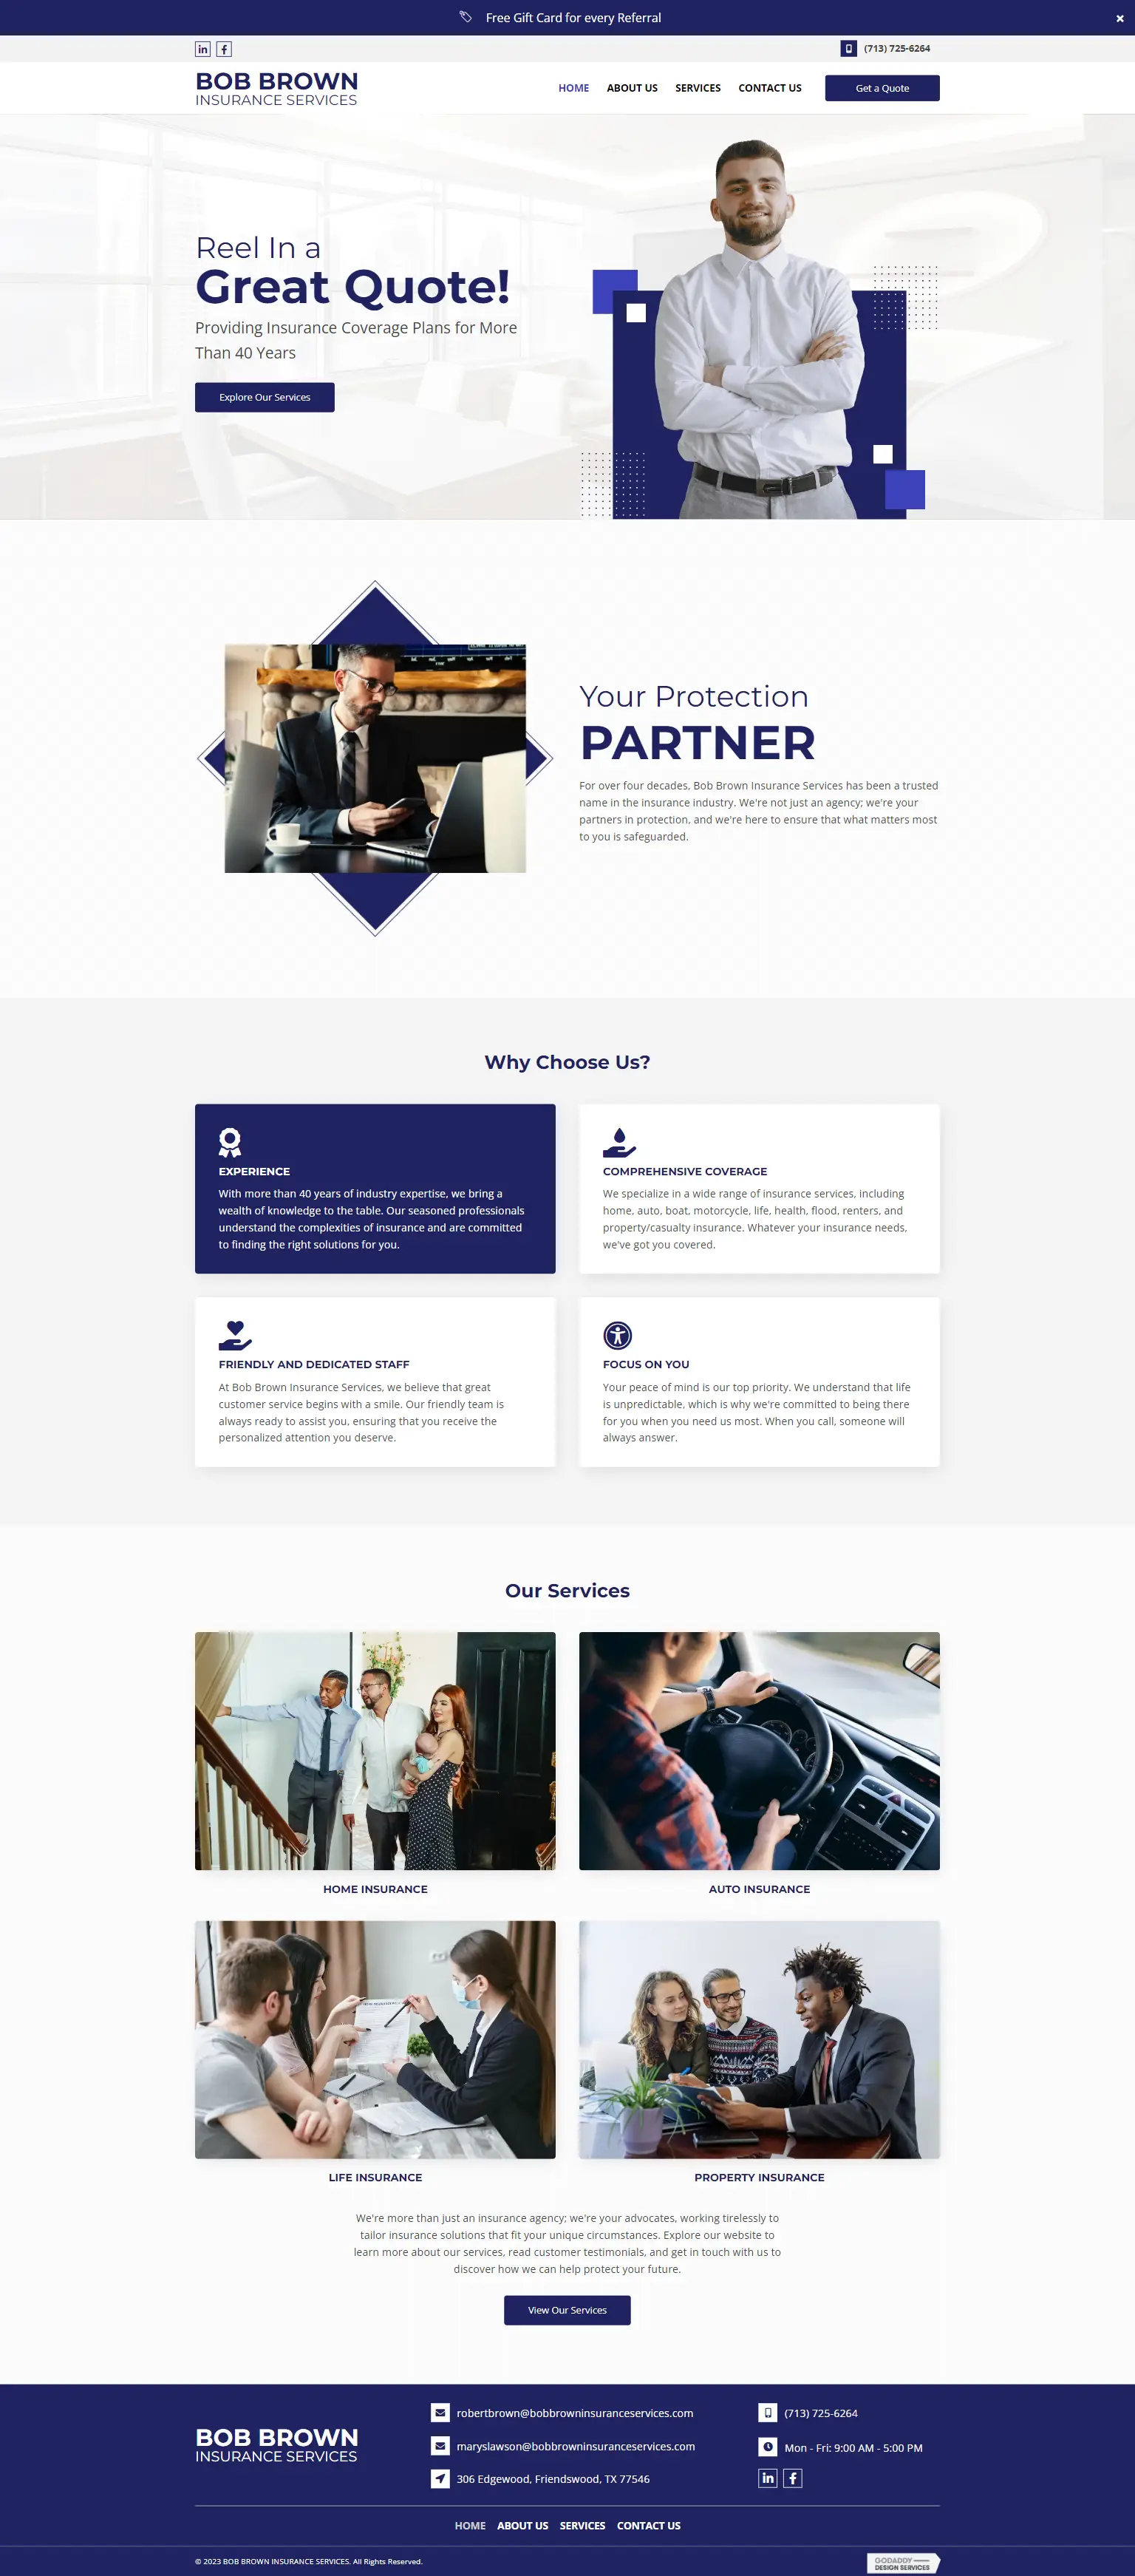 Free Gift Card for every Referral
(713) 725-6264
BOB BROWN
INSURANCE SERVICES
HOME
ABOUT US
SERVICES
CONTACT US
Get a Quote
Reel In a
Great Quote!
Providing Insurance Coverage Plans for More
Than 40 Years
Explore Our Services
Your Protection
PARTNER
For over four decades, Bob Brown Insurance Services has been a trusted
name in the insurance industry. We're not just an agency; we're your
partners in protection, and we're here to ensure that what matters most
to you is safeguarded.
Why Choose Us?
EXPERIENCE
With more than 40 years of industry expertise, we bring a
wealth of knowledge to the table. Our seasoned professionals
understand the complexities of insurance and are committed
to finding the right solutions for you.
COMPREHENSIVE COVERAGE
We specialize in a wide range of insurance services, including
home, auto, boat, motorcycle, life, health, flood, renters, and
property/casualty insurance. Whatever your insurance needs,
we've got you covered.
FRIENDLY AND DEDICATED STAFF
At Bob Brown Insurance Services, we believe that great
customer service begins with a smile. Our friendly team is
always ready to assist you, ensuring that you receive the
personalized attention you deserve.
FOCUS ON YOU
Your peace of mind is our top priority. We understand that life
is unpredictable, which is why we're committed to being there
for you when you need us most. When you call, someone will
always answer.
Our Services
HOME INSURANCE
AUTO INSURANCE
LIFE INSURANCE
PROPERTY INSURANCE
We're more than just an insurance agency; we're your advocates, working tirelessly to
tailor insurance solutions that fit your unique circumstances. Explore our website to
learn more about our services, read customer testimonials, and get in touch with us to
discover how we can help protect your future.
View Our Services
BOB BROWN
INSURANCE SERVICES
robertbrown@bobbrowninsuranceservices.com
maryslawson@bobbrowninsuranceservices.com
306 Edgewood, Friendswood, TX 77546
(713) 725-6264
Mon - Fri: 9:00 AM - 5:00 PM
HOME
ABOUT US
SERVICES
CONTACT US
© 2023 BOB BROWN INSURANCE SERVICES. All Rights Reserved.
GODADDY
DESIGN SERVICES